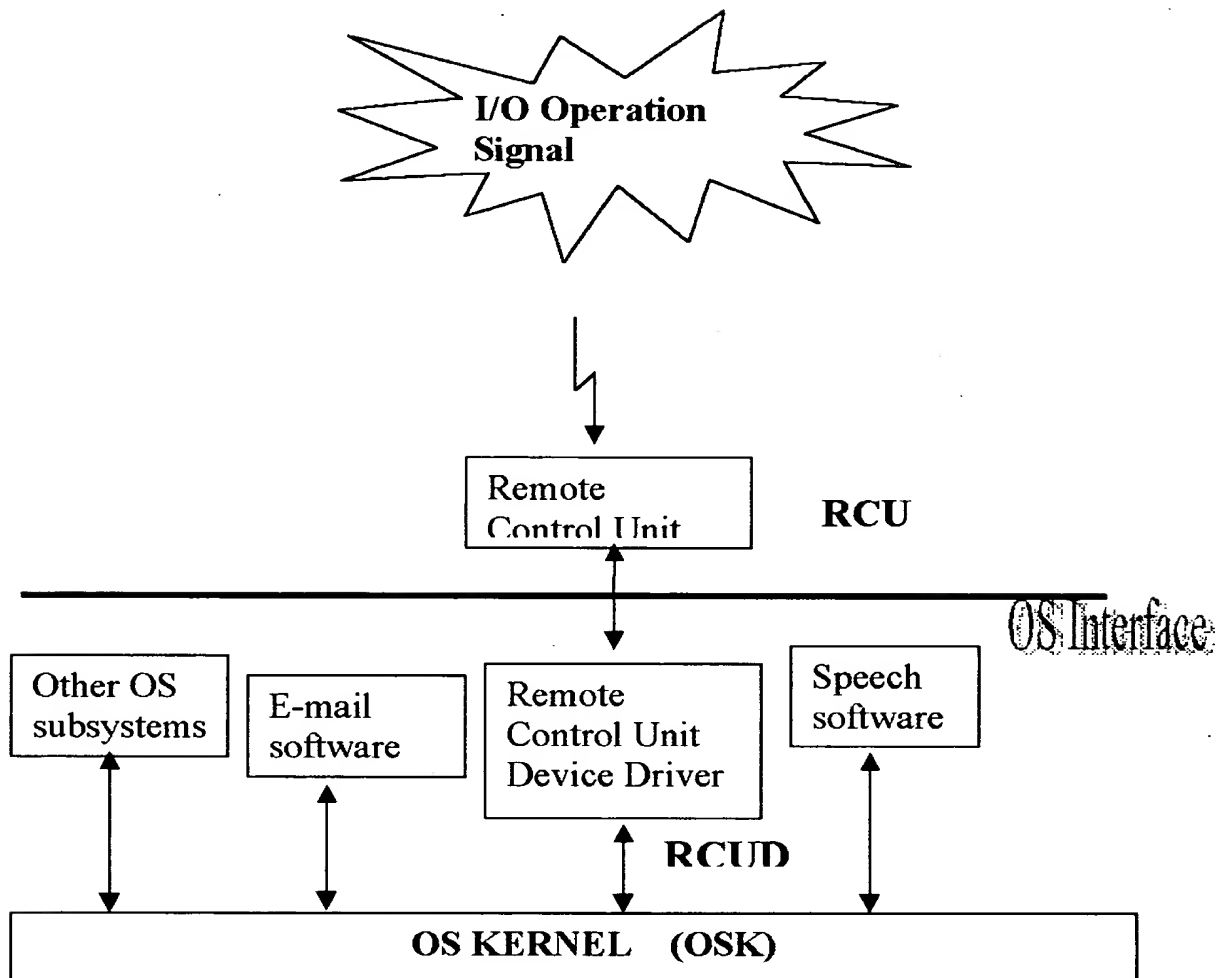 I/O Operation
Signal
Remote
Control Unit
RCU
OS Interface
Other OS
subsystems
E-mail
software
Remote
Control Unit
Device Driver
Speech
software
RCUD
OS KERNEL (OSK)